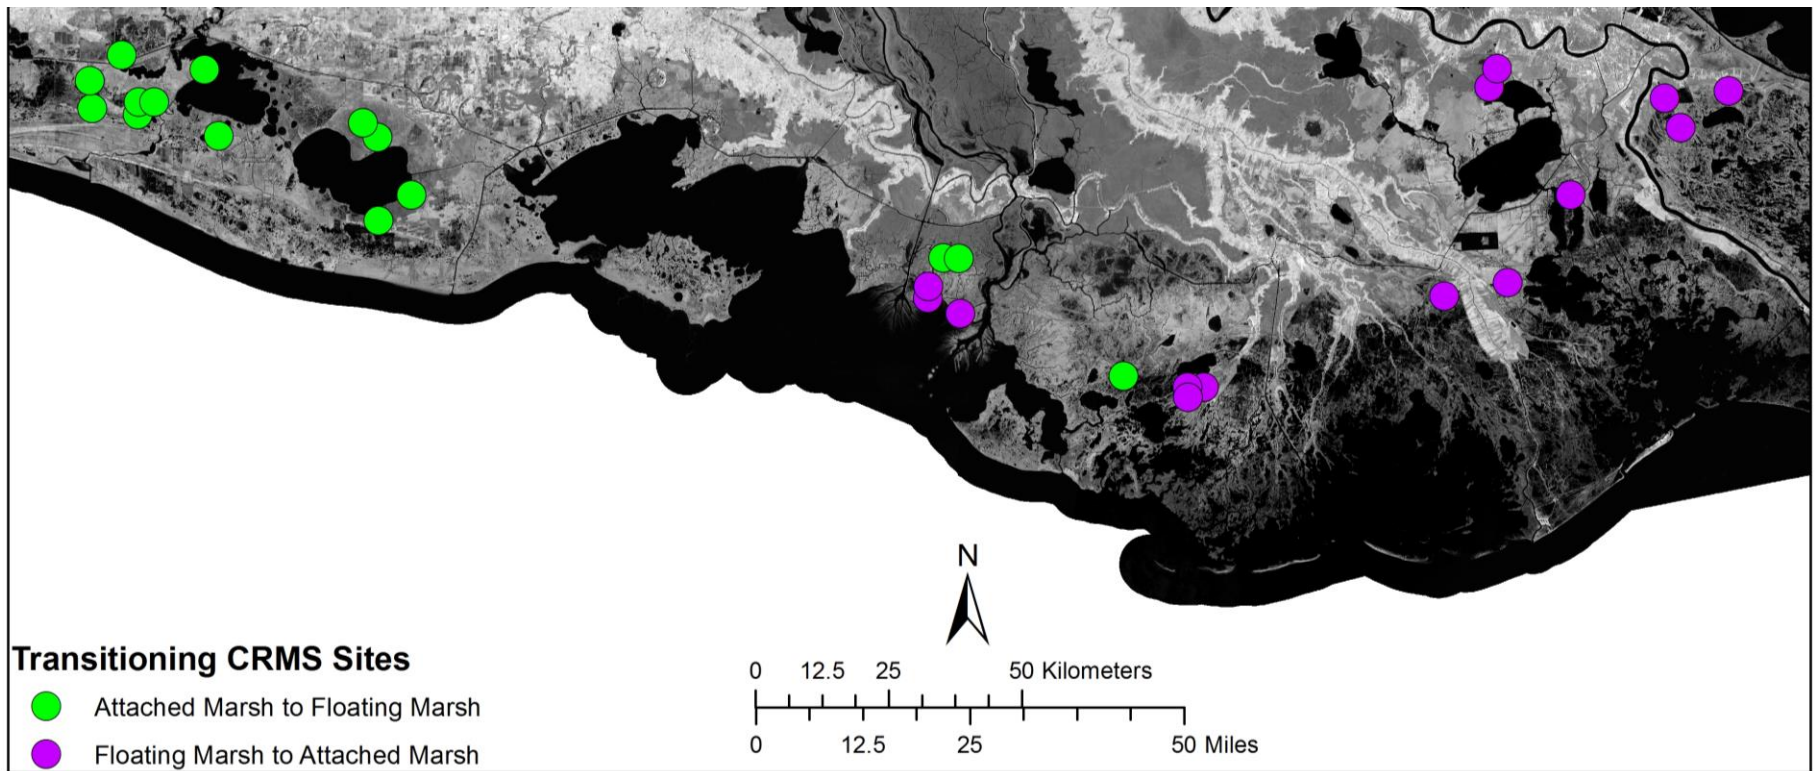 N
Transitioning CRMS Sites
Attached Marsh to Floating Marsh
Floating Marsh to Attached Marsh
0 12.5 25 50 Kilometers
0 12.5 25 50 Miles